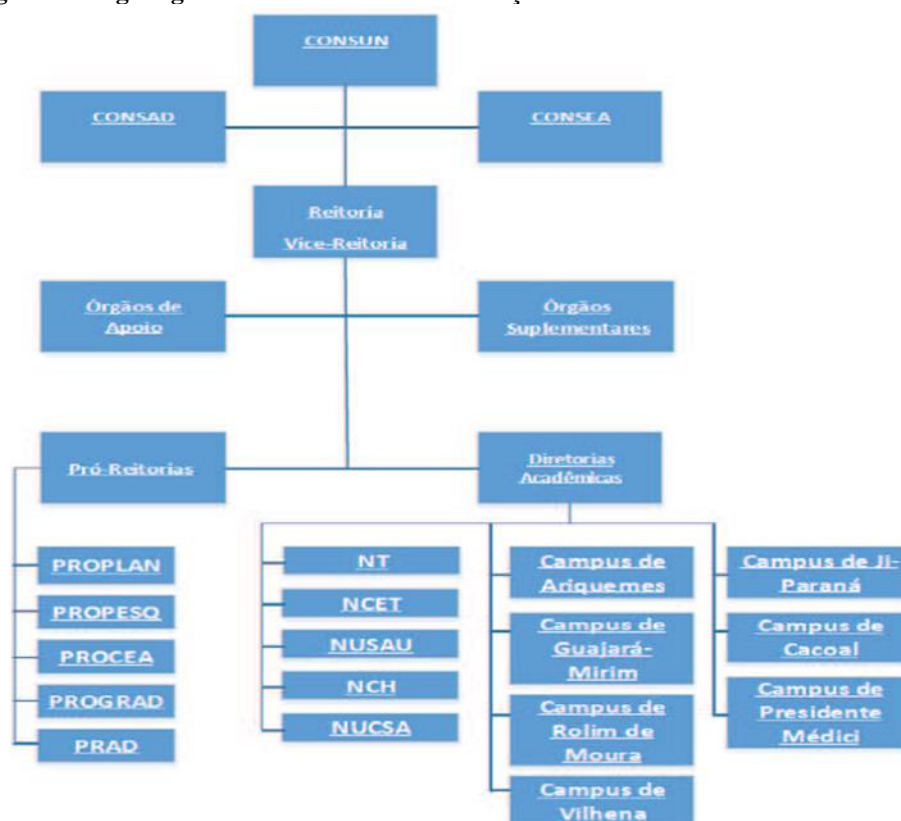 CONSUN
CONSAD
CONSEA
Reitoria
Vice-Reitoria
Órgãos de
Apoio
Órgãos
Suplementares
Pró-Reitorias
Diretorias
Acadêmicas
PROPLAN
PROPESQ
PROCEA
PROGRAD
PRAD
NT
NCET
NUSAU
NCH
NUCSA
Campus de
Ariquemes
Campus de
Guajará-
Mirim
Campus de
Rolim de
Moura
Campus de
Vilhena
Campus de Ji-
Paraná
Campus de
Cacoal
Campus de
Presidente
Médici